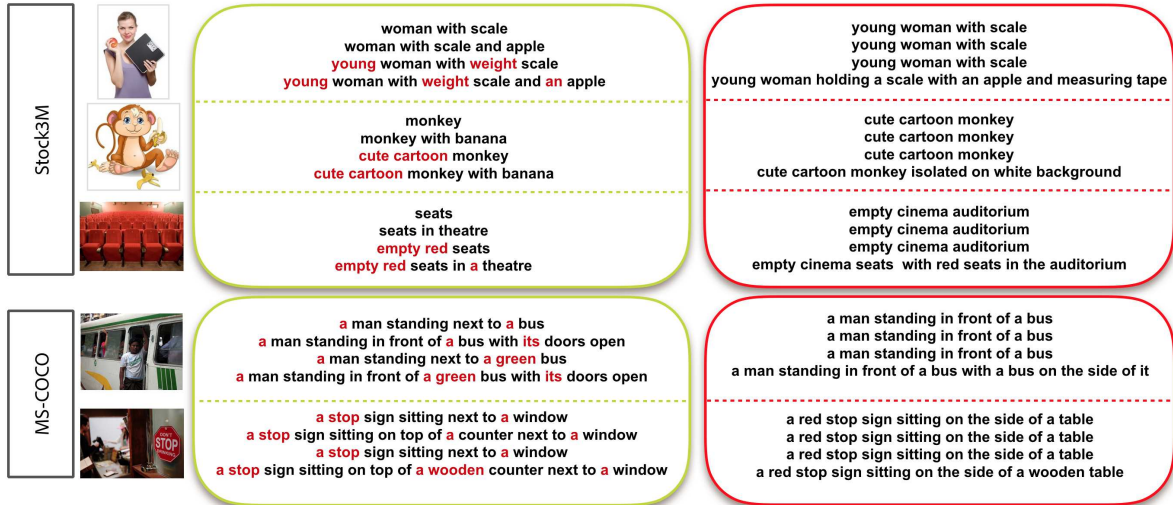 Stock3M
woman with scale
woman with scale and apple
young woman with weight scale
young woman with weight scale and an apple
monkey
monkey with banana
cute cartoon monkey
cute cartoon monkey with banana
seats
seats in theatre
empty red seats
empty red seats in a theatre
young woman with scale
young woman with scale
young woman with scale
young woman holding a scale with an apple and measuring tape
cute cartoon monkey
cute cartoon monkey
cute cartoon monkey
cute cartoon monkey isolated on white background
empty cinema auditorium
empty cinema auditorium
empty cinema auditorium
empty cinema seats with red seats in the auditorium
MS-COCO
STOP
a man standing next to a bus
a man standing in front of a bus with its doors open
a man standing next to a green bus
a man standing in front of a green bus with its doors open
a stop sign sitting next to a window
a stop sign sitting on top of a counter next to a window
a stop sign sitting next to a window
a stop sign sitting on top of a wooden counter next to a window
a man standing in front of a bus
a man standing in front of a bus
a man standing in front of a bus
a man standing in front of a bus with a bus on the side of it
a red stop sign sitting on the side of a table
a red stop sign sitting on the side of a table
a red stop sign sitting on the side of a table
a red stop sign sitting on the side of a wooden table